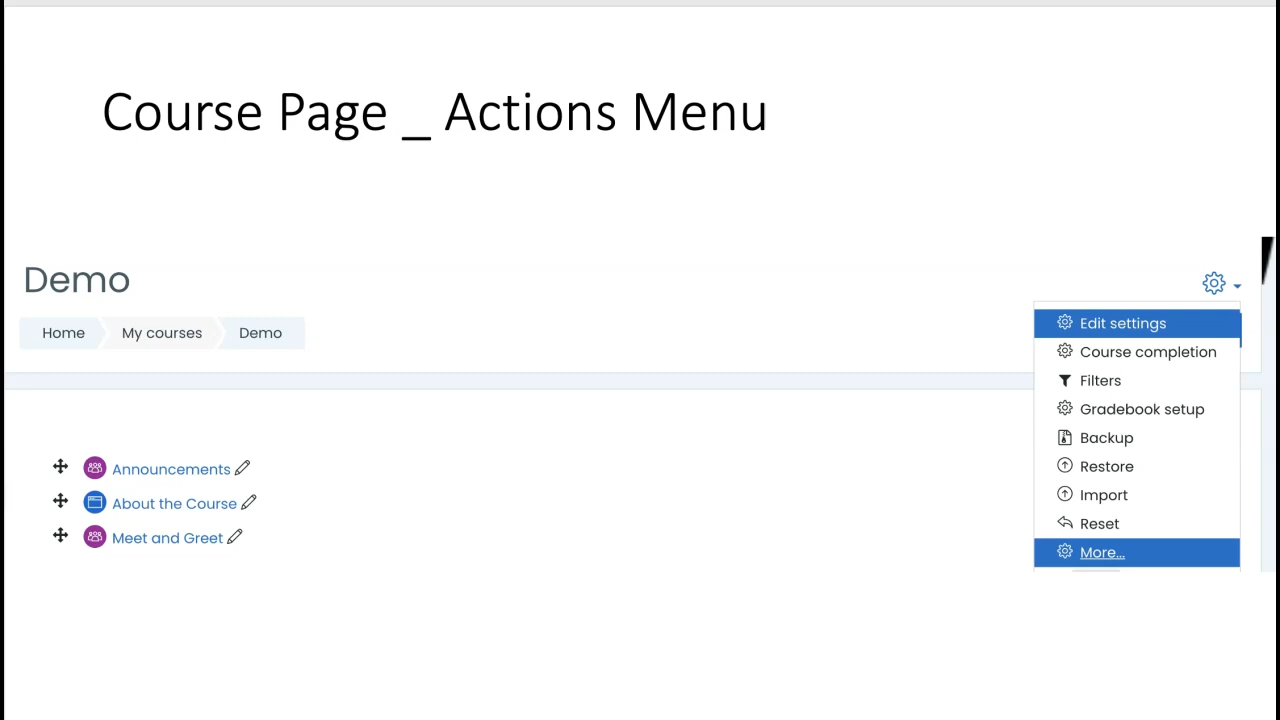 Course Page _ Actions Menu
Demo
Home My courses Demo
Edit settings
Course completion
Filters
Gradebook setup
Backup
Restore
Import
Reset
More...
Announcements
About the Course
Meet and Greet